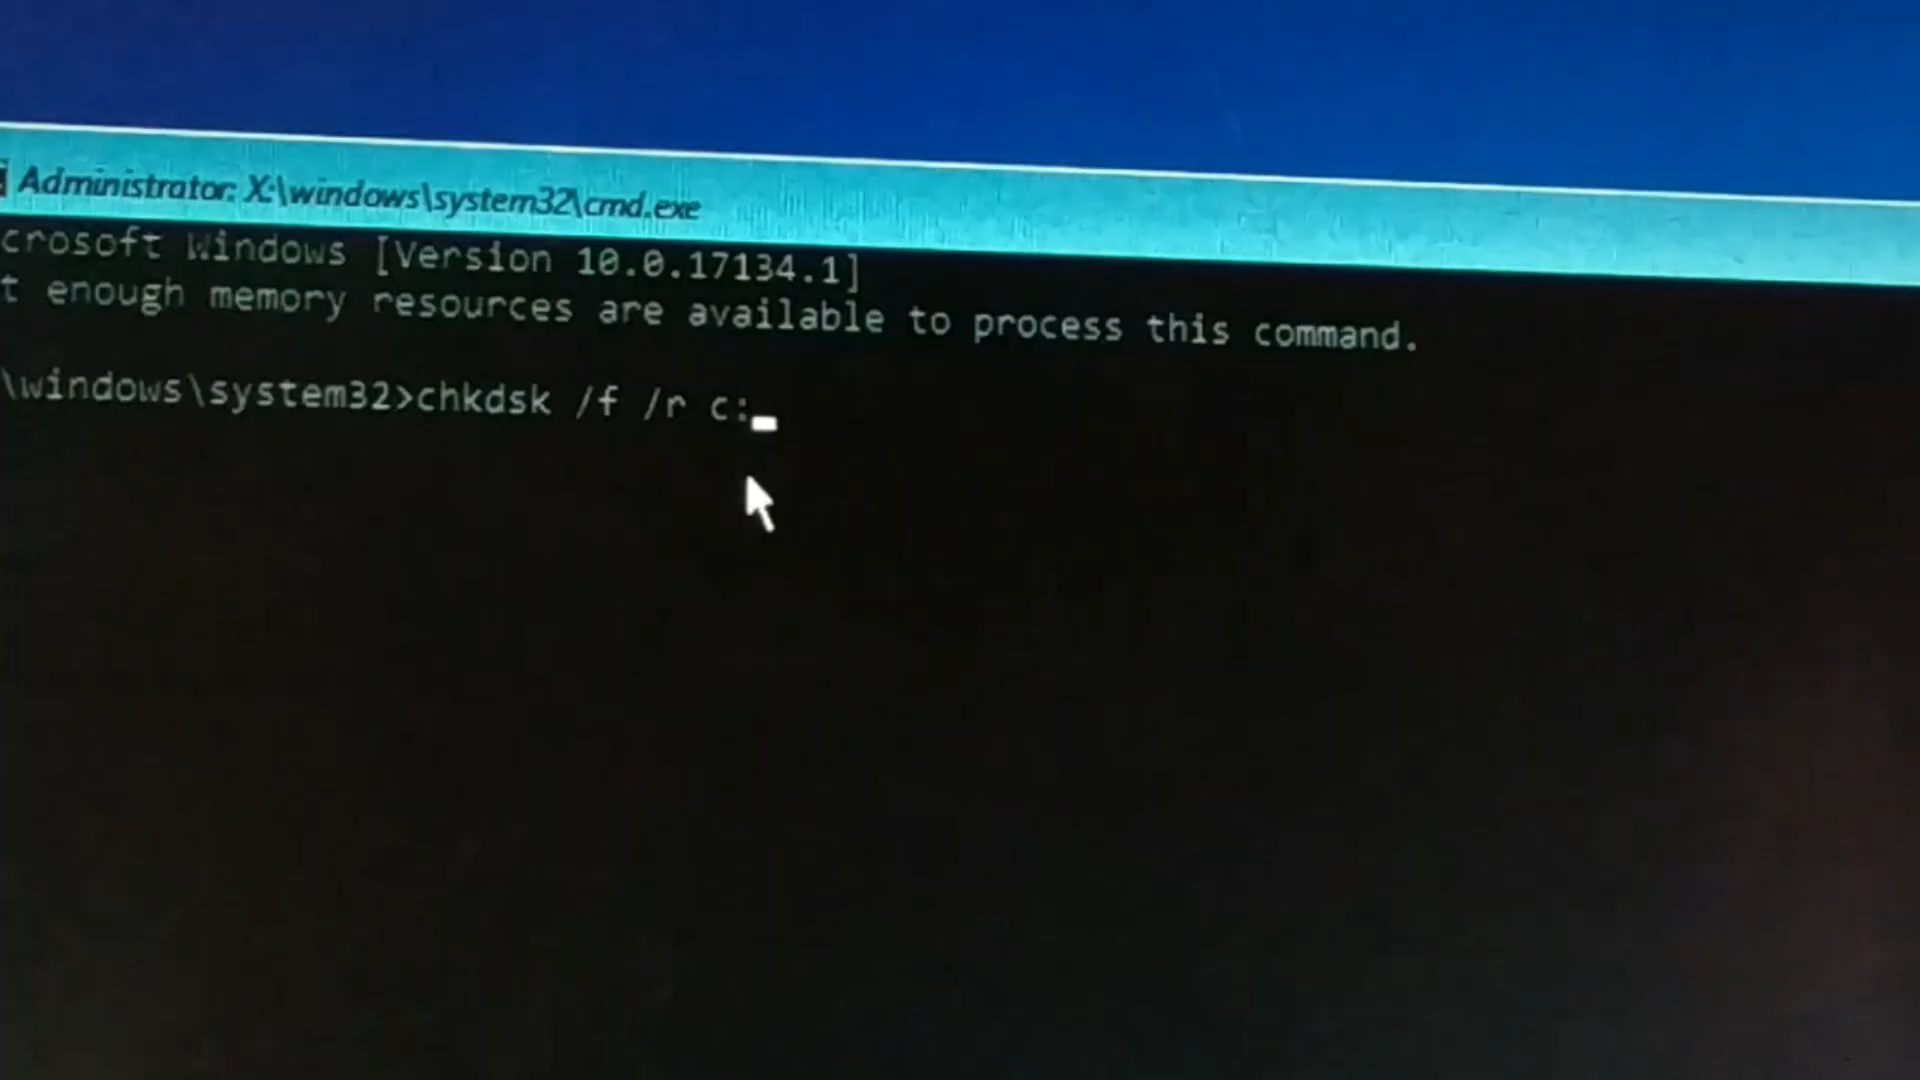 Administrator: X:\windows\system32\cmd.exe
crosoft Windows [Version 10.0.17134.1]
t enough memory resources are available to process this command.
\windows\system32>chkdsk /f /r c: